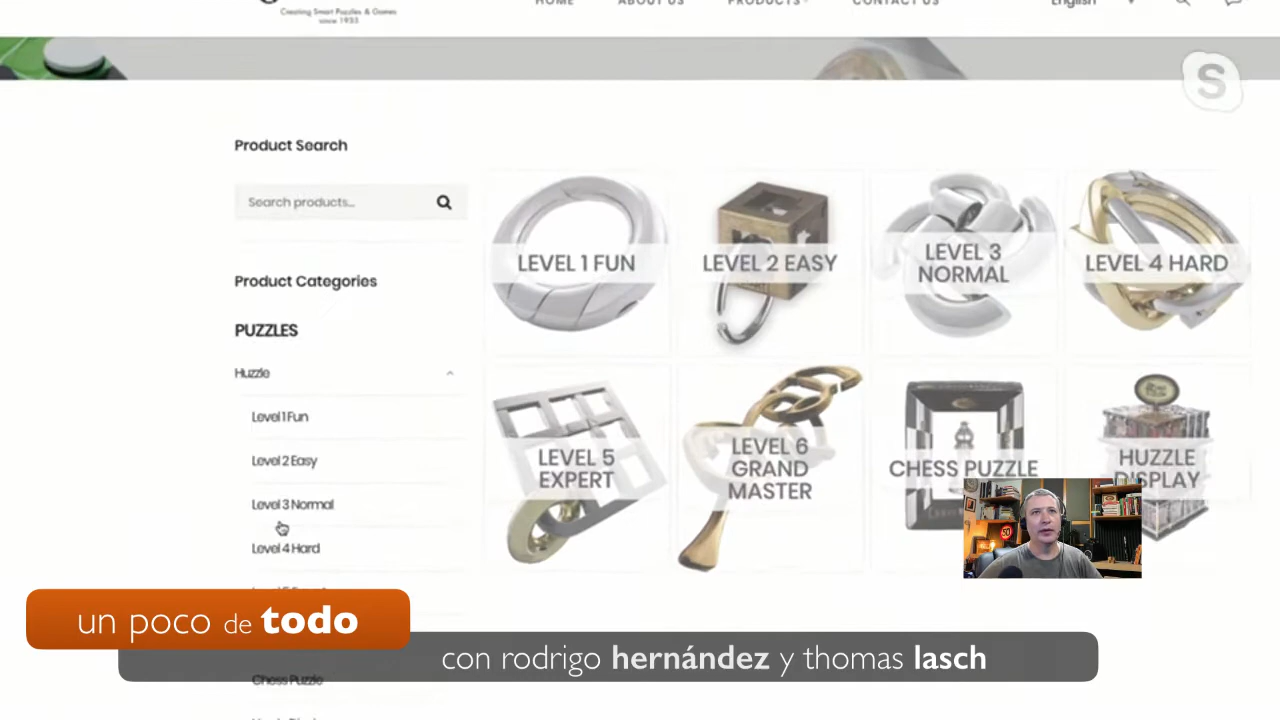 Creating Smart Puzzles & Games
since 1933
HOME
ABOUT US
PRODUCTS
CONTACT US
English
S
Product Search
Search products...
Product Categories
PUZZLES
Huzzle
Level 1 Fun
Level 2 Easy
Level 3 Normal
Level 4 Hard
LEVEL 1 FUN
LEVEL 2 EASY
LEVEL 3
NORMAL
LEVEL 4 HARD
LEVEL 5
EXPERT
LEVEL 6
GRAND
MASTER
CHESS PUZZLE
HUZZLE
DISPLAY
un poco de todo
con rodrigo hernández y thomas lasch
Chess Puzzle